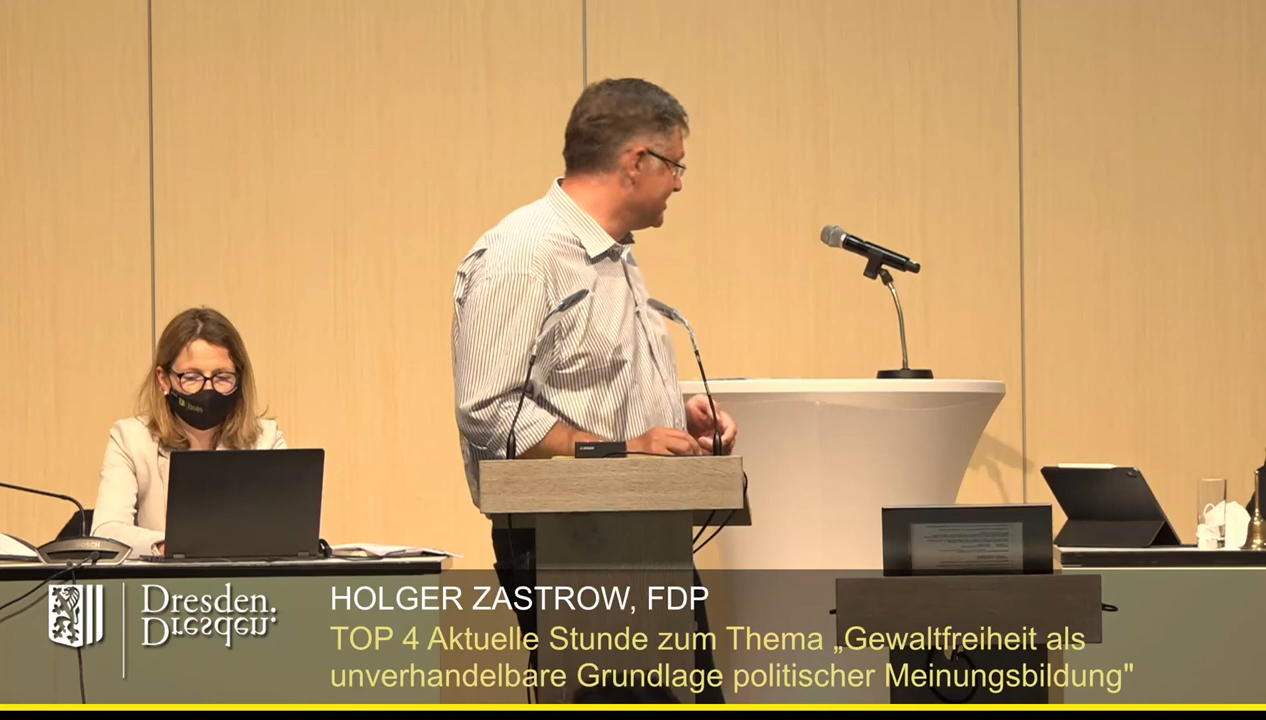 Dresden.
Dresden.
HOLGER ZASTROW, FDP
TOP 4 Aktuelle Stunde zum Thema „Gewaltfreiheit als
unverhandelbare Grundlage politischer Meinungsbildung"